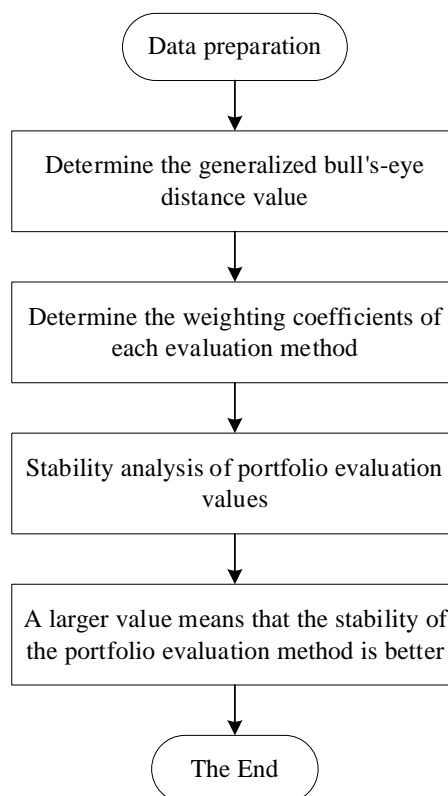 Data preparation
Determine the generalized bull's-eye
distance value
Determine the weighting coefficients of
each evaluation method
Stability analysis of portfolio evaluation
values
A larger value means that the stability of
the portfolio evaluation method is better
The End